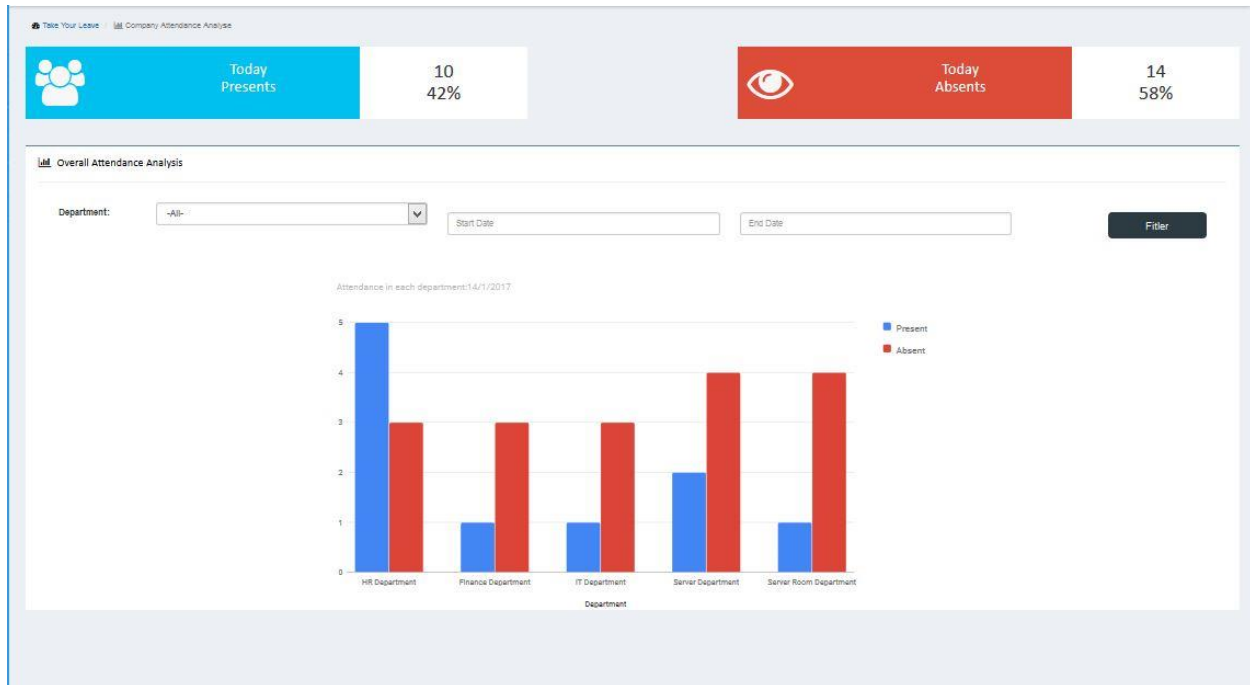 Take Your Leave
Company Attendance Analyse
Today
Presents
10
42%
Today
Absents
14
58%
Overall Attendance Analysis
Department:
-All-
Start Date
End Date
Fitler
Attendance in each department:14/1/2017
5
4
3
2
1
0
Present
Absent
HR Department
Finance Department
IT Department
Server Department
Server Room Department
Department